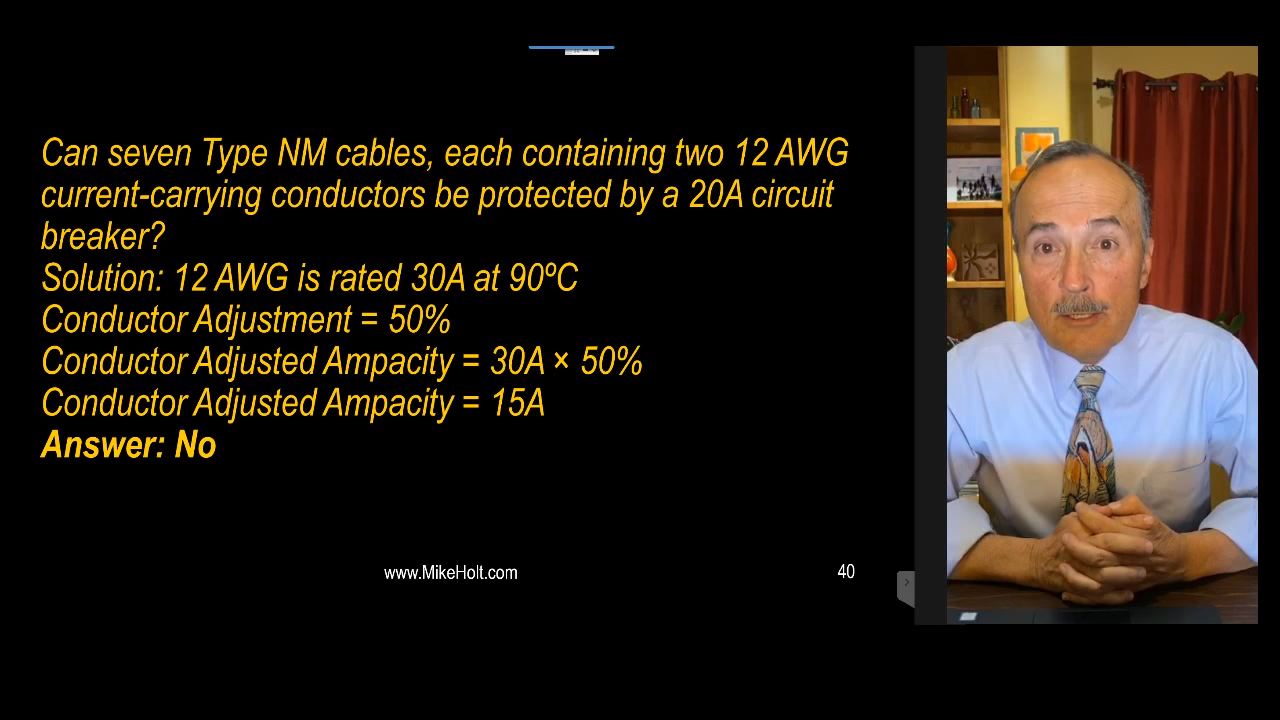 Can seven Type NM cables, each containing two 12 AWG
current-carrying conductors be protected by a 20A circuit
breaker?
Solution: 12 AWG is rated 30A at 90ºC
Conductor Adjustment = 50%
Conductor Adjusted Ampacity = 30A × 50%
Conductor Adjusted Ampacity = 15A
Answer: No
www.MikeHolt.com
40